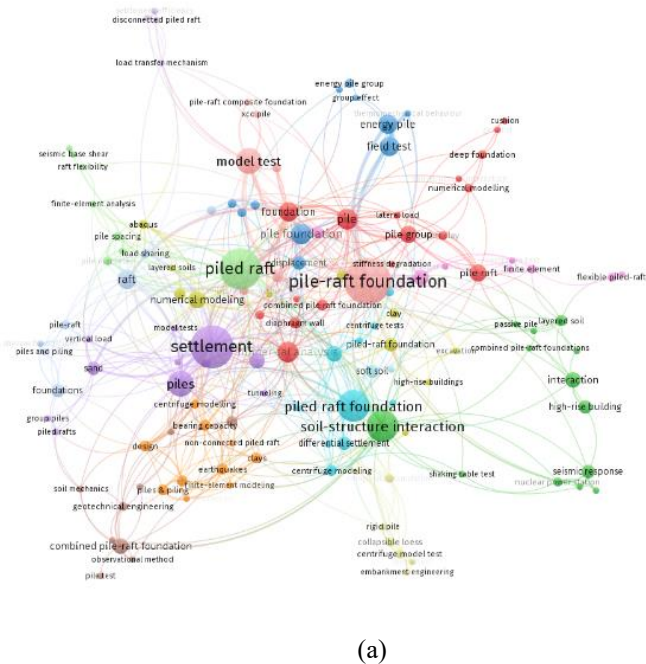 disconnected piled raft
load transfer mechanism
energy pile group
group effect
pile-raft composite foundation
xcc pile
energy pile
cushion
field test
seismic base shear
model test
deep foundation
raft flexibility
numerical modelling
finite-element analysis
foundation
pile
lateral load
abaqus
pile foundation
pile group
pile spacing
load sharing
displacement
stiffness degradation
piled raft
layered soils
pile raft
finite element
raft
pile-raft foundation
flexible piled-raft
numerical modeling
combined pile raft foundation
clay
pile-raft
model tests
diaphragm wall
centrifuge tests
passive pile
layered soil
vertical load
settlement
piled-raft foundation
piles and piling
excavation
combined pile-raft foundations
sand
soft soil
piles
high-rise buildings
interaction
foundations
tunneling
centrifuge modelling
piled raft foundation
high-rise building
group piles
bearing capacity
soil-structure interaction
piled rafts
design
non-connected piled raft
differential settlement
clays
earthquakes
centrifuge modeling
shaking table test
seismic response
soil mechanics
piles & piling
finite-element modeling
nuclear power station
geotechnical engineering
rigid pile
combined pile-raft foundation
collapsible loess
observational method
centrifuge model test
pile test
embankment engineering
(a)